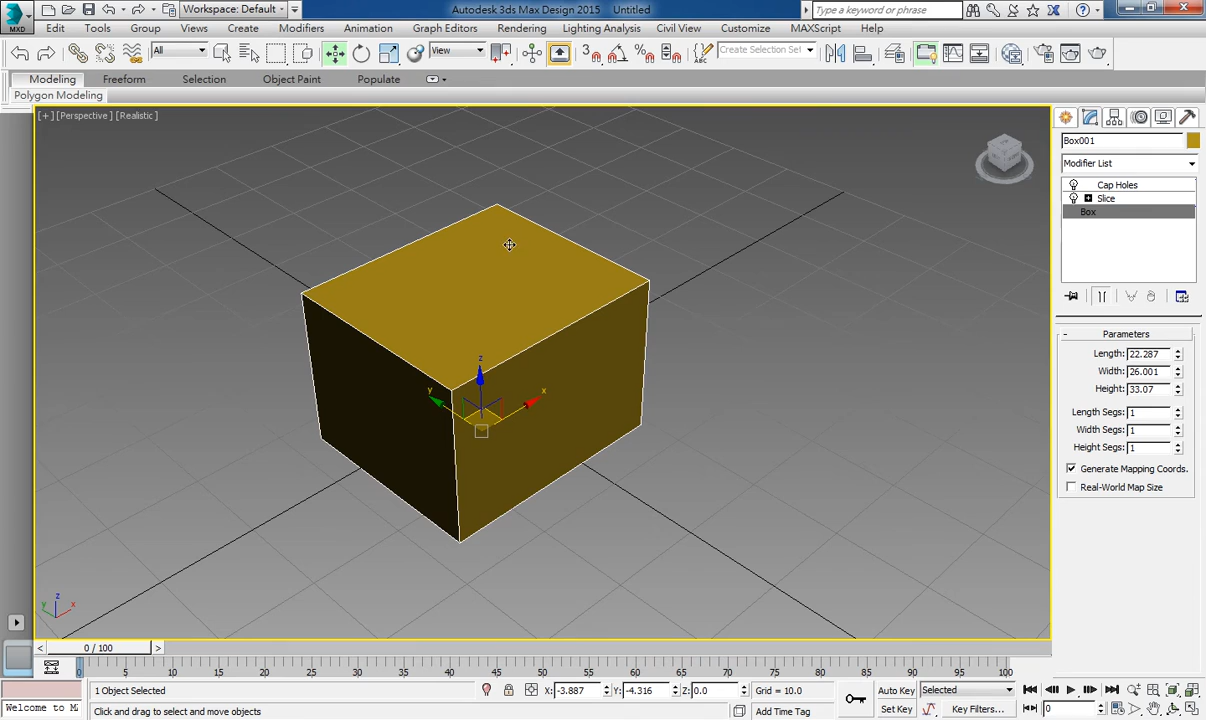 Workspace: Default
Autodesk 3ds Max Design 2015 Untitled
Type a keyword or phrase
MXD
Edit Tools Group Views Create Modifiers Animation Graph Editors Rendering Lighting Analysis Civil View Customize MAXScript Help
All
View
3
Create Selection Set
Modeling Freeform Selection Object Paint Populate
Polygon Modeling
[+] [Perspective] [Realistic]
Box001
Modifier List
Cap Holes
Slice
Box
Parameters
Length: 22.287
Width: 26.001
Height: 33.07
Length Segs: 1
Width Segs: 1
Height Segs: 1
Generate Mapping Coords.
Real-World Map Size
z
y
x
z
y
x
< 0 / 100 >
0 5 10 15 20 25 30 35 40 45 50 55 60 65 70 75 80 85 90 95 100
1 Object Selected
X: -3.887 Y: -4.316 Z: 0.0 Grid = 10.0
Auto Key Selected
Welcome to MA
Click and drag to select and move objects
Add Time Tag
Set Key Key Filters... 0